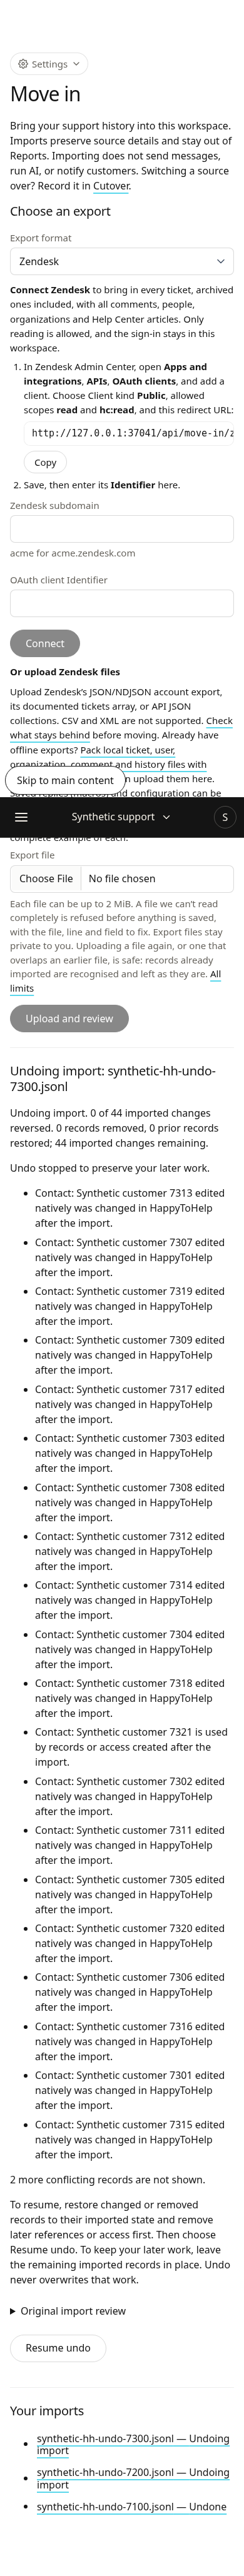 Settings
Move in
Bring your support history into this workspace.
Imports preserve source details and stay out of
Reports. Importing does not send messages,
run AI, or notify customers. Switching a source
over? Record it in Cutover.
Choose an export
Export format
Zendesk
Connect Zendesk to bring in every ticket, archived
ones included, with all comments, people,
organizations and Help Center articles. Only
reading is allowed, and the sign-in stays in this
workspace.
1. In Zendesk Admin Center, open Apps and
integrations, APIs, OAuth clients, and add a
client. Choose Client kind Public, allowed
scopes read and hc:read, and this redirect URL:
http://127.0.0.1:37041/api/move-in/z
Copy
2. Save, then enter its Identifier here.
Zendesk subdomain
acme for acme.zendesk.com
OAuth client Identifier
Connect
Or upload Zendesk files
Upload Zendesk's JSON/NDJSON account export,
its documented tickets array, or API JSON
collections. CSV and XML are not supported. Check
what stays behind before moving. Already have
offline exports? Pack local ticket, user,
organization, comment and history files with
Skip to main content
n upload them here.
and configuration can be
Synthetic support
S
complete example of each.
Export file
Choose File No file chosen
Each file can be up to 2 MiB. A file we can't read
completely is refused before anything is saved,
with the file, line and field to fix. Export files stay
private to you. Uploading a file again, or one that
overlaps an earlier file, is safe: records already
imported are recognised and left as they are. All
limits
Upload and review
Undoing import: synthetic-hh-undo-
7300.jsonl
Undoing import. 0 of 44 imported changes
reversed. 0 records removed, 0 prior records
restored; 44 imported changes remaining.
Undo stopped to preserve your later work.
• Contact: Synthetic customer 7313 edited
natively was changed in HappyToHelp
after the import.
• Contact: Synthetic customer 7307 edited
natively was changed in HappyToHelp
after the import.
• Contact: Synthetic customer 7319 edited
natively was changed in HappyToHelp
after the import.
• Contact: Synthetic customer 7309 edited
natively was changed in HappyToHelp
after the import.
• Contact: Synthetic customer 7317 edited
natively was changed in HappyToHelp
after the import.
• Contact: Synthetic customer 7303 edited
natively was changed in HappyToHelp
after the import.
• Contact: Synthetic customer 7308 edited
natively was changed in HappyToHelp
after the import.
• Contact: Synthetic customer 7312 edited
natively was changed in HappyToHelp
after the import.
• Contact: Synthetic customer 7314 edited
natively was changed in HappyToHelp
after the import.
• Contact: Synthetic customer 7304 edited
natively was changed in HappyToHelp
after the import.
• Contact: Synthetic customer 7318 edited
natively was changed in HappyToHelp
after the import.
• Contact: Synthetic customer 7321 is used
by records or access created after the
import.
• Contact: Synthetic customer 7302 edited
natively was changed in HappyToHelp
after the import.
• Contact: Synthetic customer 7311 edited
natively was changed in HappyToHelp
after the import.
• Contact: Synthetic customer 7305 edited
natively was changed in HappyToHelp
after the import.
• Contact: Synthetic customer 7320 edited
natively was changed in HappyToHelp
after the import.
• Contact: Synthetic customer 7306 edited
natively was changed in HappyToHelp
after the import.
• Contact: Synthetic customer 7316 edited
natively was changed in HappyToHelp
after the import.
• Contact: Synthetic customer 7301 edited
natively was changed in HappyToHelp
after the import.
• Contact: Synthetic customer 7315 edited
natively was changed in HappyToHelp
after the import.
2 more conflicting records are not shown.
To resume, restore changed or removed
records to their imported state and remove
later references or access first. Then choose
Resume undo. To keep your later work, leave
the remaining imported records in place. Undo
never overwrites that work.
Original import review
Resume undo
Your imports
• synthetic-hh-undo-7300.jsonl — Undoing
import
• synthetic-hh-undo-7200.jsonl — Undoing
import
• synthetic-hh-undo-7100.jsonl — Undone